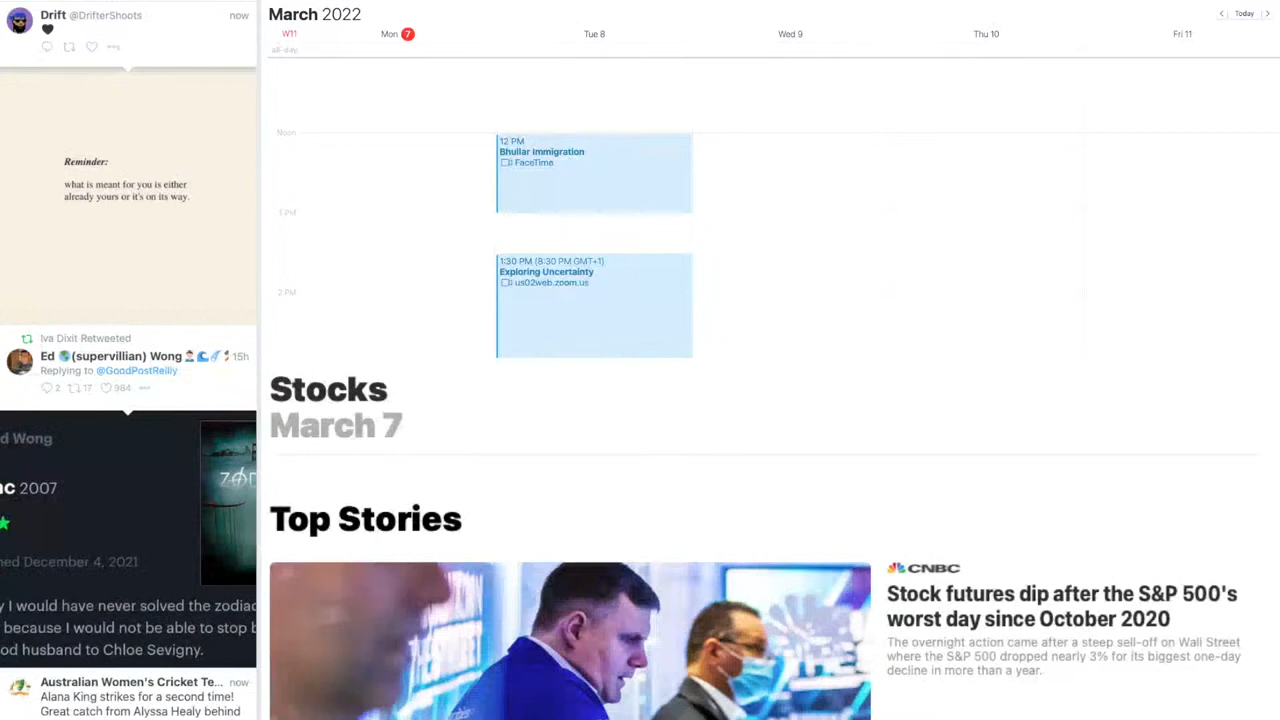 Drift @DrifterShoots now
🖤
Reminder:
what is meant for you is either
already yours or it's on its way.
Iva Dixit Retweeted
Ed 🌎(supervillian) Wong 15h
Replying to @GoodPostReiliy
2 17 984
d Wong
ac 2007
ZOD
ned December 4, 2021
y I would have never solved the zodiac
because I would not be able to stop b
od husband to Chloe Sevigny.
Australian Women's Cricket Te... now
Alana King strikes for a second time!
Great catch from Alyssa Healy behind
March 2022
< Today >
W11 Mon 7 Tue 8 Wed 9 Thu 10 Fri 11
all-day
Noon
12 PM
Bhullar Immigration
FaceTime
1 PM
1:30 PM (8:30 PM GMT+1)
Exploring Uncertainty
us02web.zoom.us
2 PM
Stocks
March 7
Top Stories
CNBC
Stock futures dip after the S&P 500's
worst day since October 2020
The overnight action came after a steep sell-off on Wall Street
where the S&P 500 dropped nearly 3% for its biggest one-day
decline in more than a year.